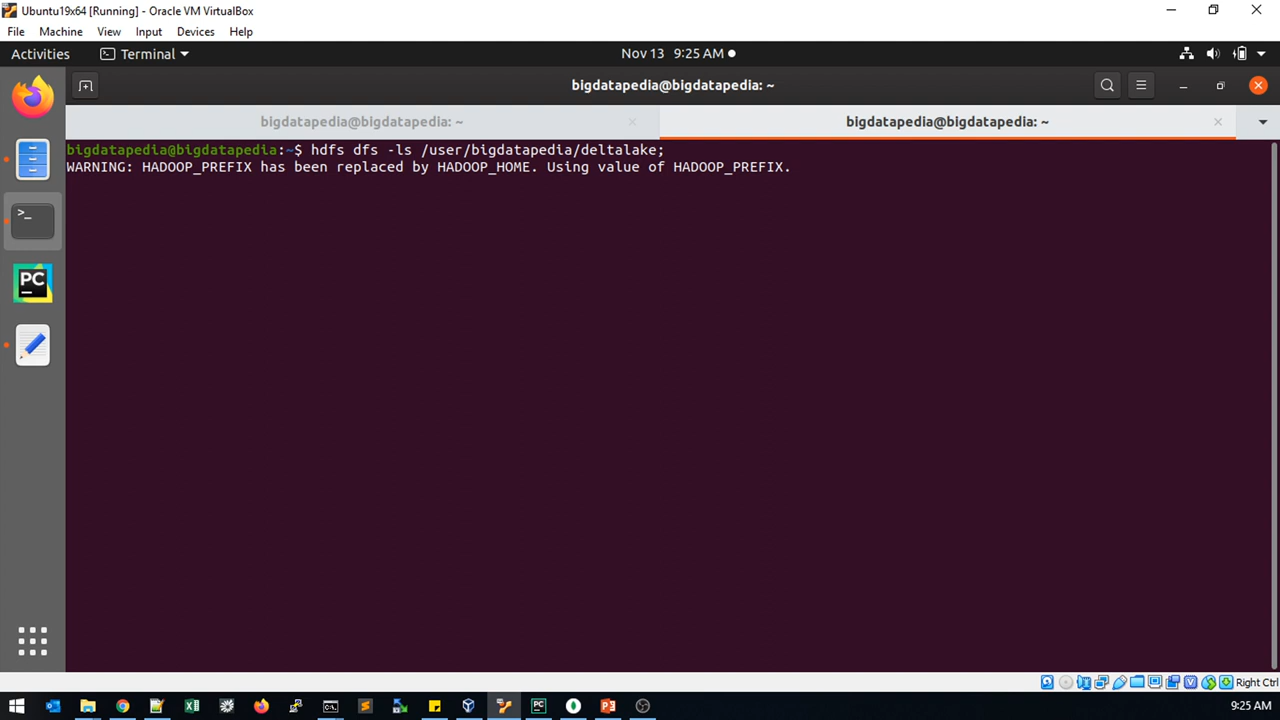 Ubuntu19x64 [Running] - Oracle VM VirtualBox
File Machine View Input Devices Help
Activities Terminal Nov 13 9:25 AM
bigdatapedia@bigdatapedia: ~
bigdatapedia@bigdatapedia: ~ bigdatapedia@bigdatapedia: ~
bigdatapedia@bigdatapedia:~$ hdfs dfs -ls /user/bigdatapedia/deltalake;
WARNING: HADOOP_PREFIX has been replaced by HADOOP_HOME. Using value of HADOOP_PREFIX.
>_
PC
Right Ctrl
9:25 AM